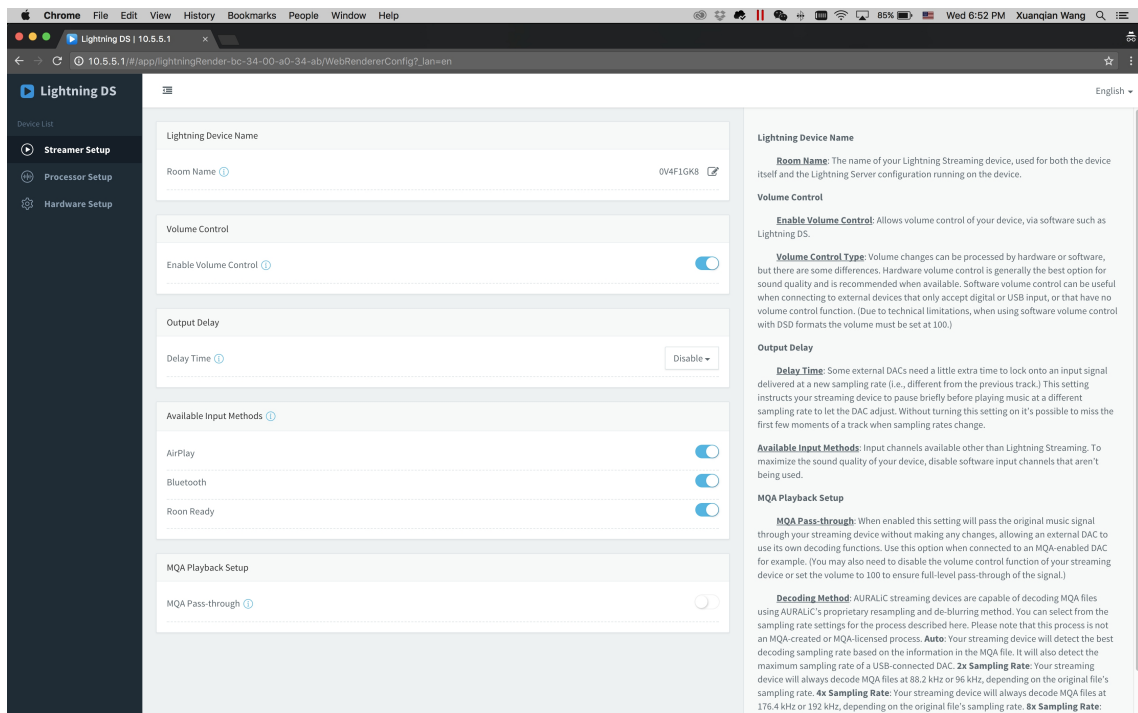 Chrome File Edit View History Bookmarks People Window Help
85% Wed 6:52 PM Xuanqian Wang
Lightning DS | 10.5.5.1 ×
10.5.5.1/#/app/lightningRender-bc-34-00-a0-34-ab/WebRendererConfig?_lan=en
Lightning DS
English
Device List
Streamer Setup
Processor Setup
Hardware Setup
Lightning Device Name
Room Name
0V4F1GK8
Volume Control
Enable Volume Control
Output Delay
Delay Time
Disable
Available Input Methods
AirPlay
Bluetooth
Roon Ready
MQA Playback Setup
MQA Pass-through
Lightning Device Name
Room Name: The name of your Lightning Streaming device, used for both the device
itself and the Lightning Server configuration running on the device.
Volume Control
Enable Volume Control: Allows volume control of your device, via software such as
Lightning DS.
Volume Control Type: Volume changes can be processed by hardware or software,
but there are some differences. Hardware volume control is generally the best option for
sound quality and is recommended when available. Software volume control can be useful
when connecting to external devices that only accept digital or USB input, or that have no
volume control function. (Due to technical limitations, when using software volume control
with DSD formats the volume must be set at 100.)
Output Delay
Delay Time: Some external DACs need a little extra time to lock onto an input signal
delivered at a new sampling rate (i.e., different from the previous track.) This setting
instructs your streaming device to pause briefly before playing music at a different
sampling rate to let the DAC adjust. Without turning this setting on it's possible to miss the
first few moments of a track when sampling rates change.
Available Input Methods: Input channels available other than Lightning Streaming. To
maximize the sound quality of your device, disable software input channels that aren't
being used.
MQA Playback Setup
MQA Pass-through: When enabled this setting will pass the original music signal
through your streaming device without making any changes, allowing an external DAC to
use its own decoding functions. Use this option when connected to an MQA-enabled DAC
for example. (You may also need to disable the volume control function of your streaming
device or set the volume to 100 to ensure full-level pass-through of the signal.)
Decoding Method: AURALiC streaming devices are capable of decoding MQA files
using AURALiC's proprietary resampling and de-blurring method. You can select from the
sampling rate settings for the process described here. Please note that this process is not
an MQA-created or MQA-licensed process. Auto: Your streaming device will detect the best
decoding sampling rate based on the information in the MQA file. It will also detect the
maximum sampling rate of a USB-connected DAC. 2x Sampling Rate: Your streaming
device will always decode MQA files at 88.2 kHz or 96 kHz, depending on the original file's
sampling rate. 4x Sampling Rate: Your streaming device will always decode MQA files at
176.4 kHz or 192 kHz, depending on the original file's sampling rate. 8x Sampling Rate: